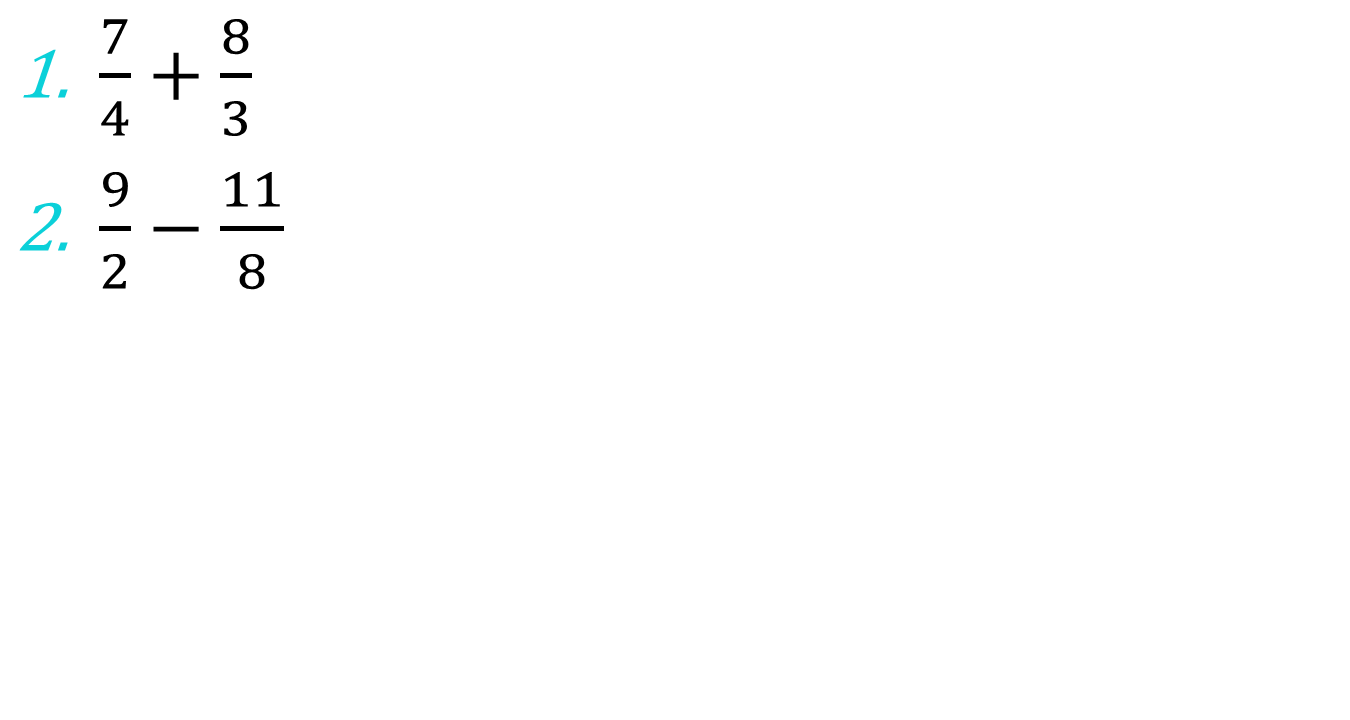 1. 7/4 + 8/3
2. 9/2 − 11/8